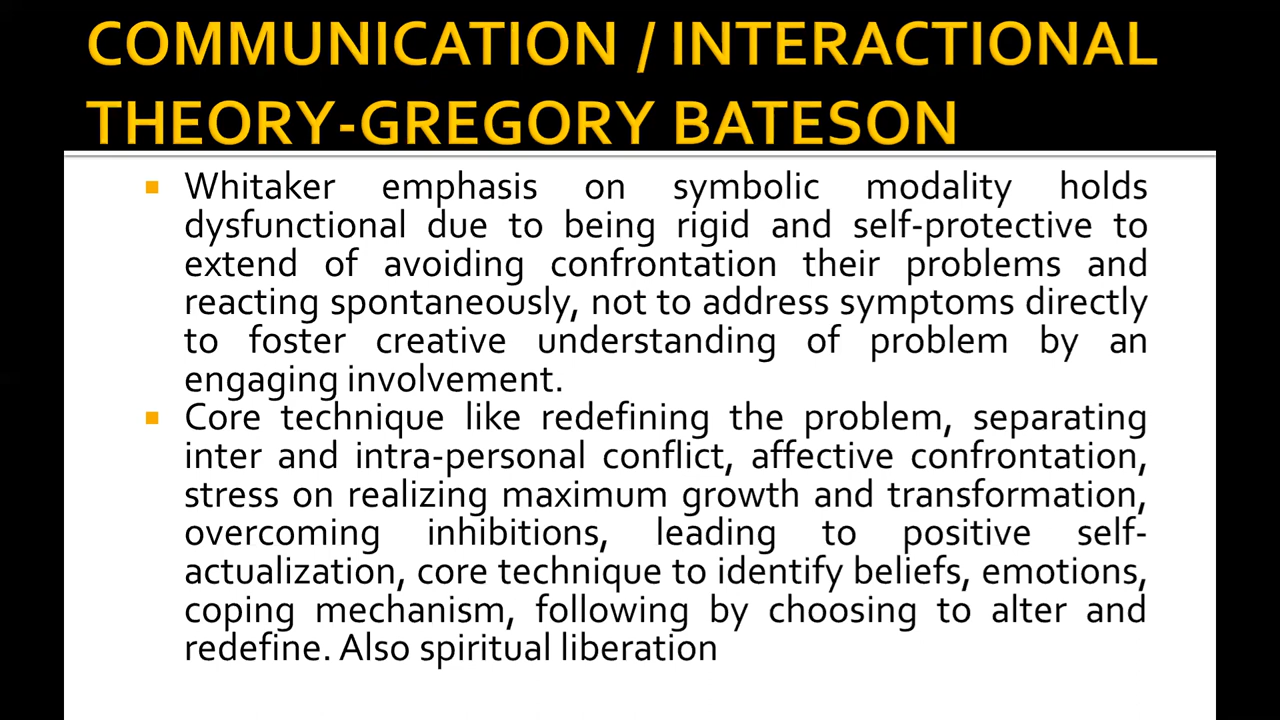 COMMUNICATION / INTERACTIONAL
THEORY-GREGORY BATESON
▪ Whitaker emphasis on symbolic modality holds
dysfunctional due to being rigid and self-protective to
extend of avoiding confrontation their problems and
reacting spontaneously, not to address symptoms directly
to foster creative understanding of problem by an
engaging involvement.
▪ Core technique like redefining the problem, separating
inter and intra-personal conflict, affective confrontation,
stress on realizing maximum growth and transformation,
overcoming inhibitions, leading to positive self-
actualization, core technique to identify beliefs, emotions,
coping mechanism, following by choosing to alter and
redefine. Also spiritual liberation